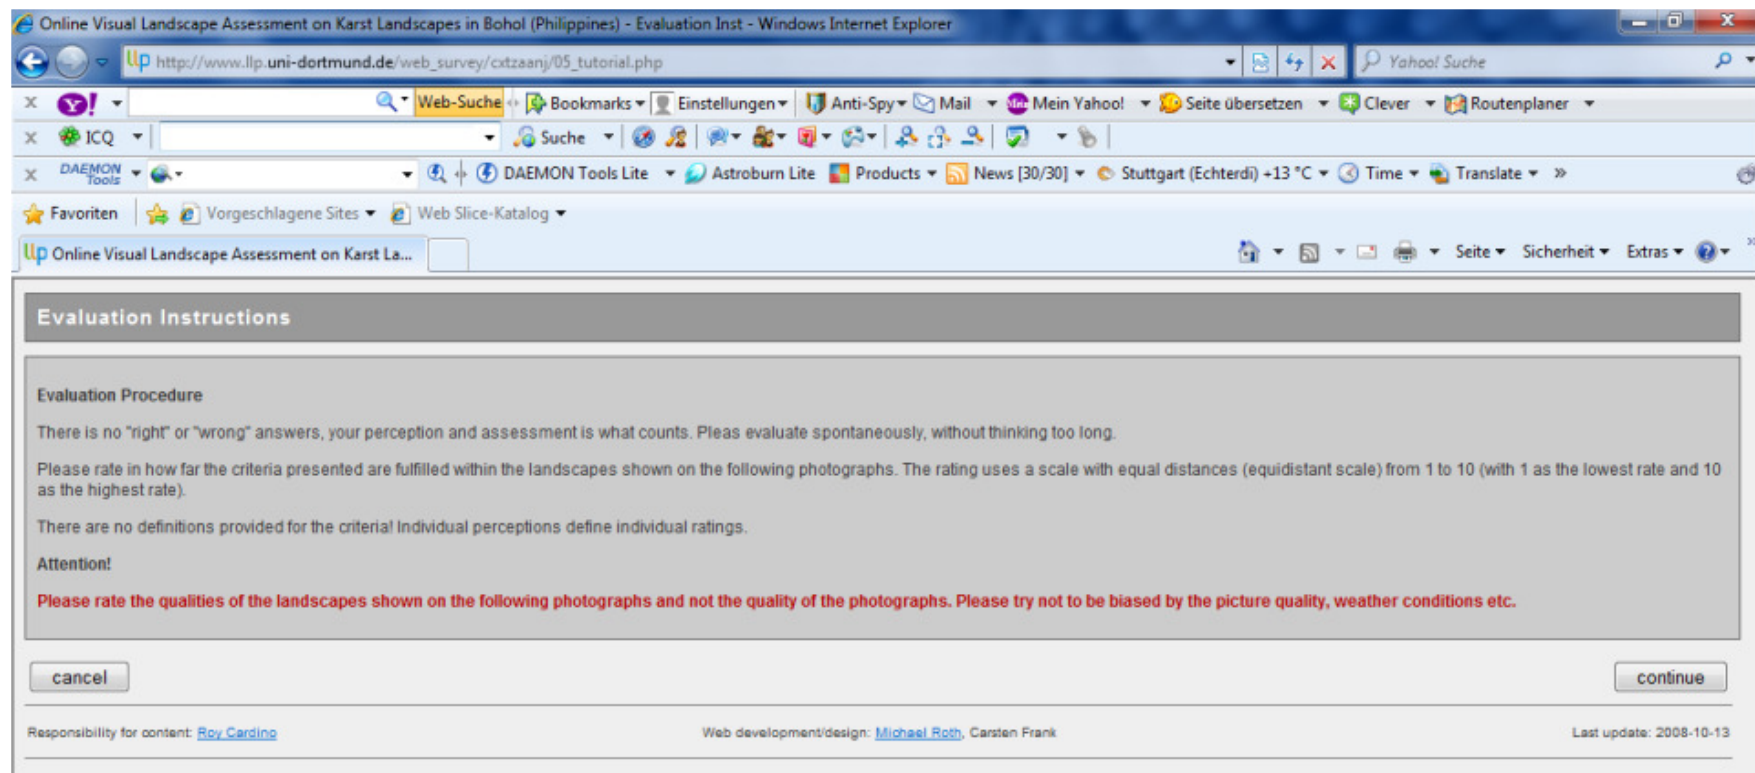 Online Visual Landscape Assessment on Karst Landscapes in Bohol (Philippines) - Evaluation Inst - Windows Internet Explorer
llp http://www.llp.uni-dortmund.de/web_survey/cxtzaanj/05_tutorial.php Yahoo! Suche
x Y! Web-Suche Bookmarks Einstellungen Anti-Spy Mail Mein Yahoo! Seite übersetzen Clever Routenplaner
x ICQ Suche
x DAEMON Tools DAEMON Tools Lite Astroburn Lite Products News [30/30] Stuttgart (Echterdi) +13 °C Time Translate »
Favoriten Vorgeschlagene Sites Web Slice-Katalog
llp Online Visual Landscape Assessment on Karst La... Seite Sicherheit Extras »
Evaluation Instructions
Evaluation Procedure
There is no "right" or "wrong" answers, your perception and assessment is what counts. Pleas evaluate spontaneously, without thinking too long.
Please rate in how far the criteria presented are fulfilled within the landscapes shown on the following photographs. The rating uses a scale with equal distances (equidistant scale) from 1 to 10 (with 1 as the lowest rate and 10
as the highest rate).
There are no definitions provided for the criteria! Individual perceptions define individual ratings.
Attention!
Please rate the qualities of the landscapes shown on the following photographs and not the quality of the photographs. Please try not to be biased by the picture quality, weather conditions etc.
cancel continue
Responsibility for content: Roy Cardino Web development/design: Michael Roth, Carsten Frank Last update: 2008-10-13